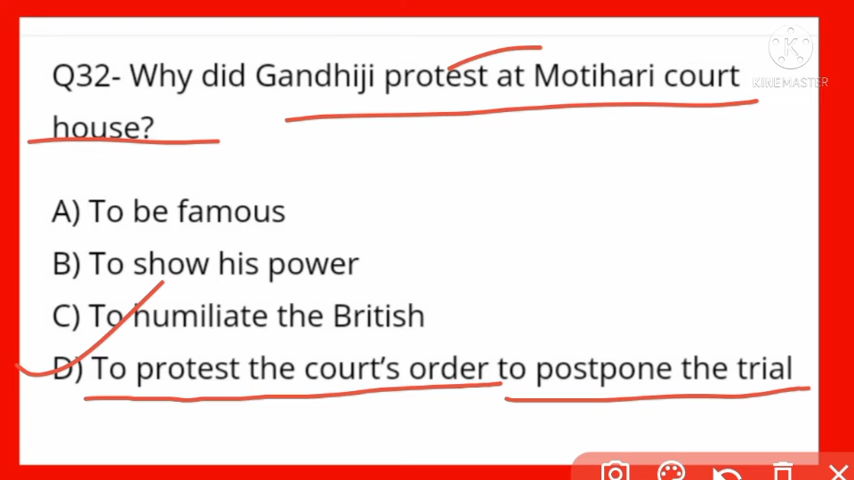 Q32- Why did Gandhiji protest at Motihari court
KINEMASTER
house?
A) To be famous
B) To show his power
C) To humiliate the British
D) To protest the court's order to postpone the trial